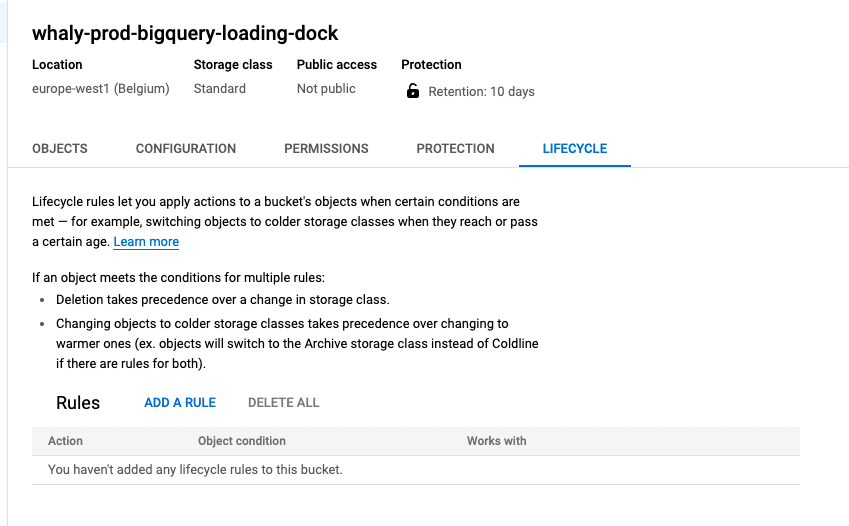 whaly-prod-bigquery-loading-dock
Location Storage class Public access Protection
europe-west1 (Belgium) Standard Not public Retention: 10 days
OBJECTS CONFIGURATION PERMISSIONS PROTECTION LIFECYCLE
Lifecycle rules let you apply actions to a bucket's objects when certain conditions are
met — for example, switching objects to colder storage classes when they reach or pass
a certain age. Learn more
If an object meets the conditions for multiple rules:
• Deletion takes precedence over a change in storage class.
• Changing objects to colder storage classes takes precedence over changing to
warmer ones (ex. objects will switch to the Archive storage class instead of Coldline
if there are rules for both).
Rules ADD A RULE DELETE ALL
Action Object condition Works with
You haven't added any lifecycle rules to this bucket.